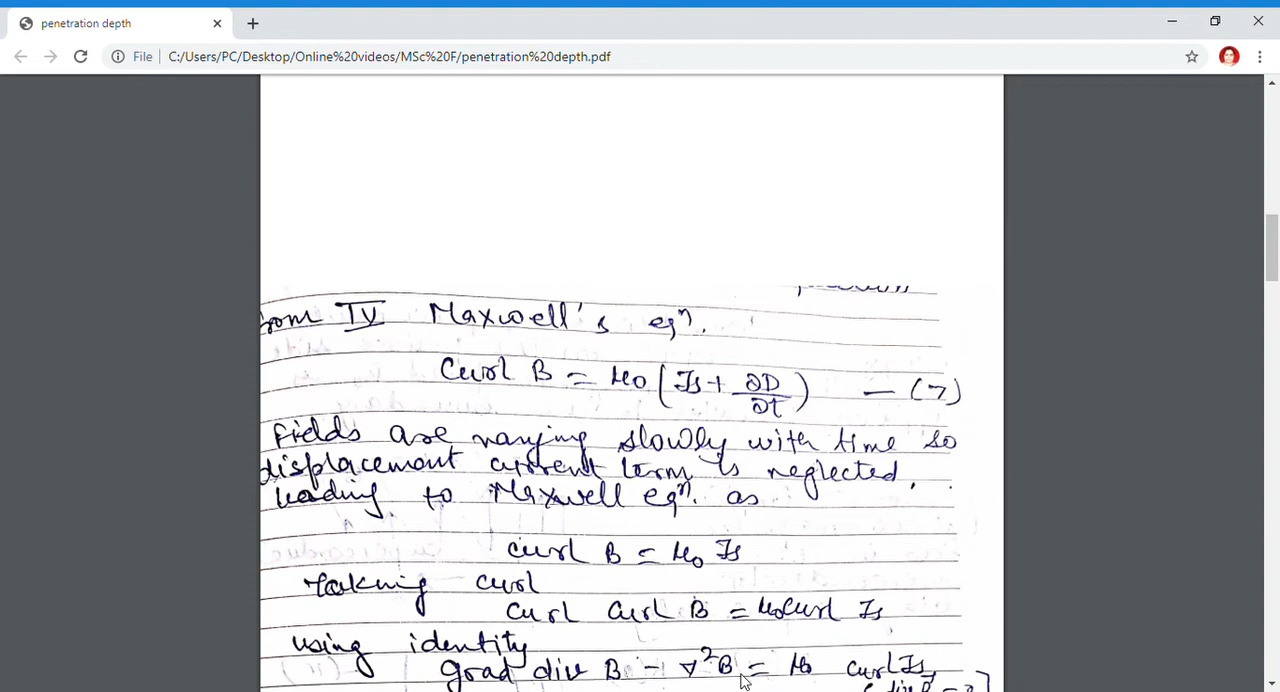 penetration depth
File C:/Users/PC/Desktop/Online%20videos/MSc%20F/penetration%20depth.pdf
from IV Maxwell's eqn.
Curl B = μ0 (Js + ∂D/∂t) — (7)
Fields are varying slowly with time so
displacement current term is neglected.
leading to Maxwell eqn. as
curl B = μ0 Js
Taking curl
curl curl B = μ0 curl Js
using identity
grad div B - ∇²B = μ0 curl Js